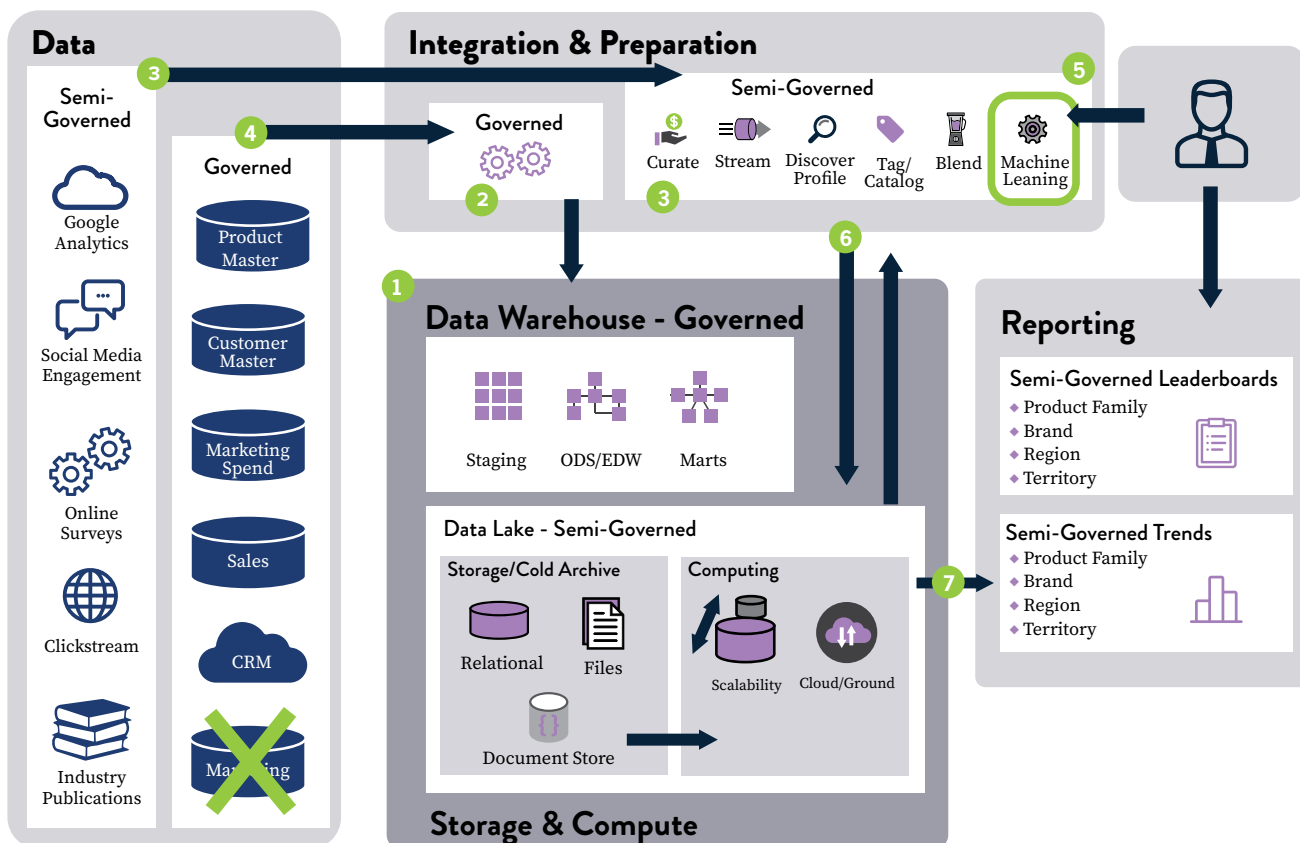 Data
3
Semi-
Governed
Google
Analytics
Social Media
Engagement
Online
Surveys
Clickstream
Industry
Publications
4
Governed
Product
Master
Customer
Master
Marketing
Spend
Sales
CRM
Marketing
Integration & Preparation
Governed
2
Semi-Governed
5
Curate
Stream
Discover
Profile
Tag/
Catalog
Blend
Machine
Leaning
3
$
6
1
Data Warehouse - Governed
Staging
ODS/EDW
Marts
Data Lake - Semi-Governed
Storage/Cold Archive
Relational
Files
{ }
Document Store
Computing
Scalability
Cloud/Ground
Storage & Compute
7
Reporting
Semi-Governed Leaderboards
Product Family
Brand
Region
Territory
Semi-Governed Trends
Product Family
Brand
Region
Territory